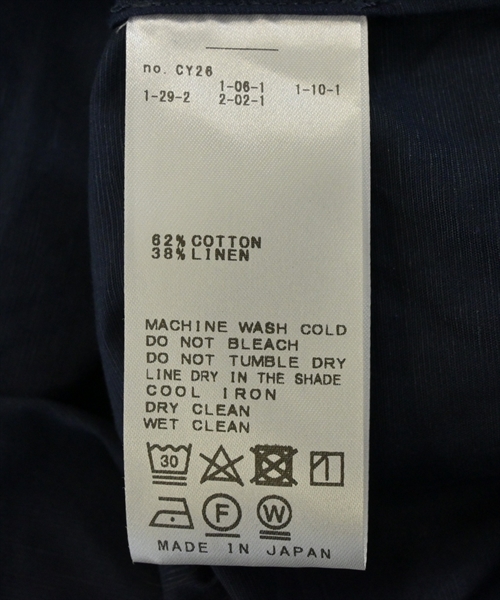 no. CY26
1-06-1 1-10-1
1-29-2 2-02-1
62% COTTON
38% LINEN
MACHINE WASH COLD
DO NOT BLEACH
DO NOT TUMBLE DRY
LINE DRY IN THE SHADE
COOL IRON
DRY CLEAN
WET CLEAN
30
F W
MADE IN JAPAN